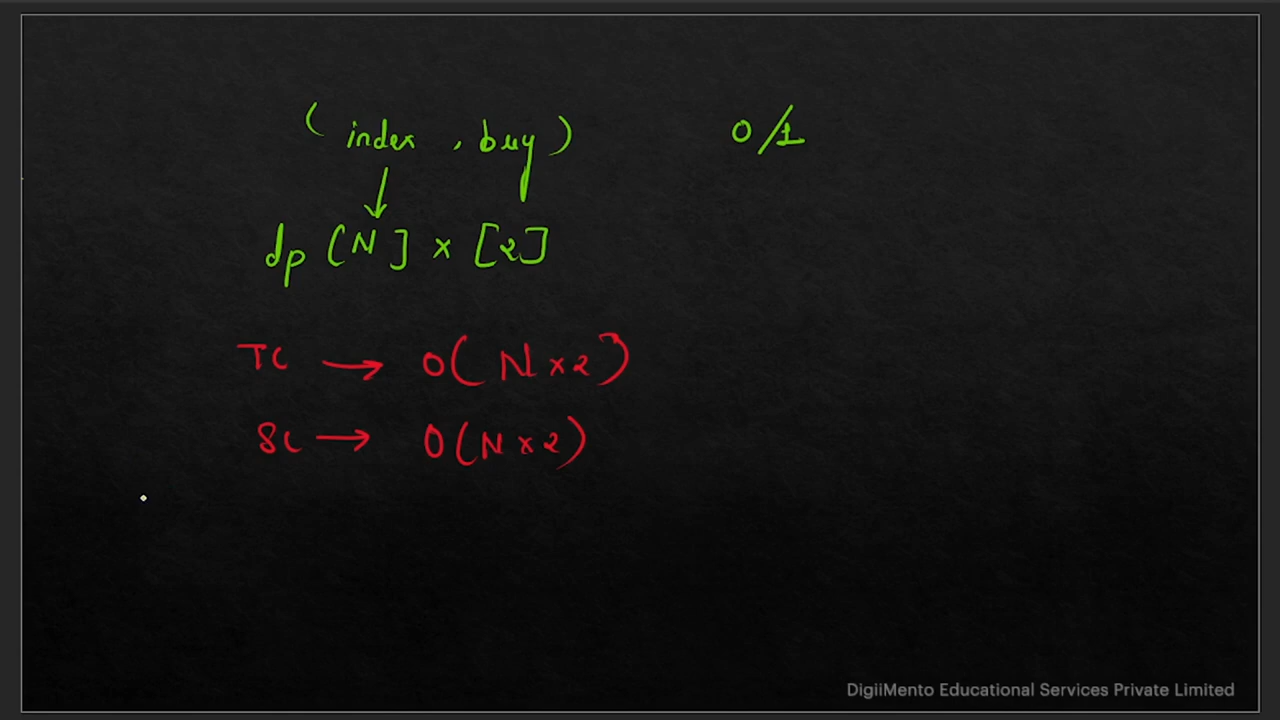 ( index , buy ) 0/1
dp [N] x [2]
TC → O( N x 2 )
SC → O( N x 2 )
DigiiMento Educational Services Private Limited